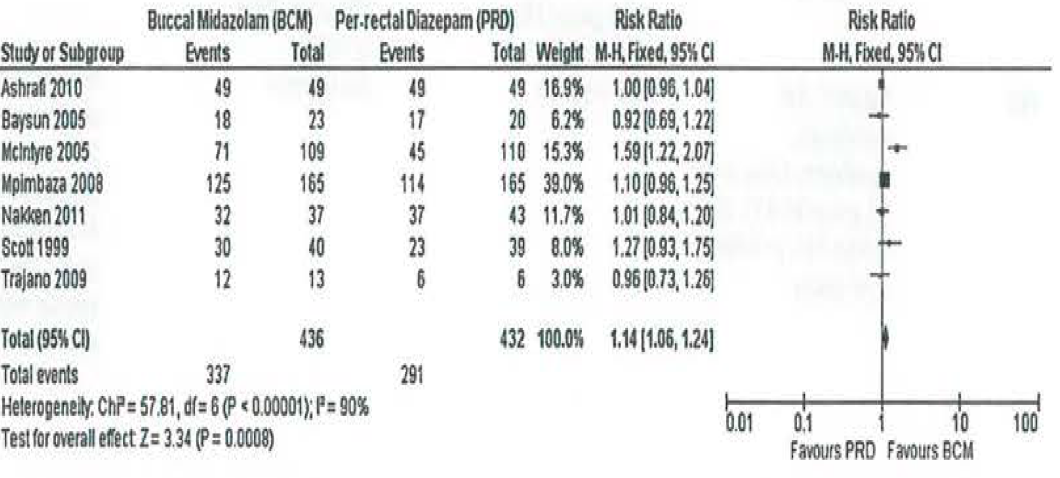 Buccal Midazolam (BCM) Per-rectal Diazepam (PRD) Risk Ratio Risk Ratio
Study or Subgroup Events Total Events Total Weight M-H, Fixed, 95% CI M-H, Fixed, 95% CI
Ashrafi 2010 49 49 49 49 16.9% 1.00 [0.96, 1.04]
Baysun 2005 18 23 17 20 6.2% 0.92 [0.69, 1.22]
McIntyre 2005 71 109 45 110 15.3% 1.59 [1.22, 2.07]
Mpimbaza 2008 125 165 114 165 39.0% 1.10 [0.96, 1.25]
Nakken 2011 32 37 37 43 11.7% 1.01 [0.84, 1.20]
Scott 1999 30 40 23 39 8.0% 1.27 [0.93, 1.75]
Trajano 2009 12 13 6 6 3.0% 0.96 [0.73, 1.26]
Total (95% CI) 436 432 100.0% 1.14 [1.06, 1.24]
Total events 337 291
Heterogeneity: Chi² = 57.81, df = 6 (P < 0.00001); I² = 90%
Test for overall effect: Z = 3.34 (P = 0.0008)
0.01 0.1 1 10 100
Favours PRD Favours BCM